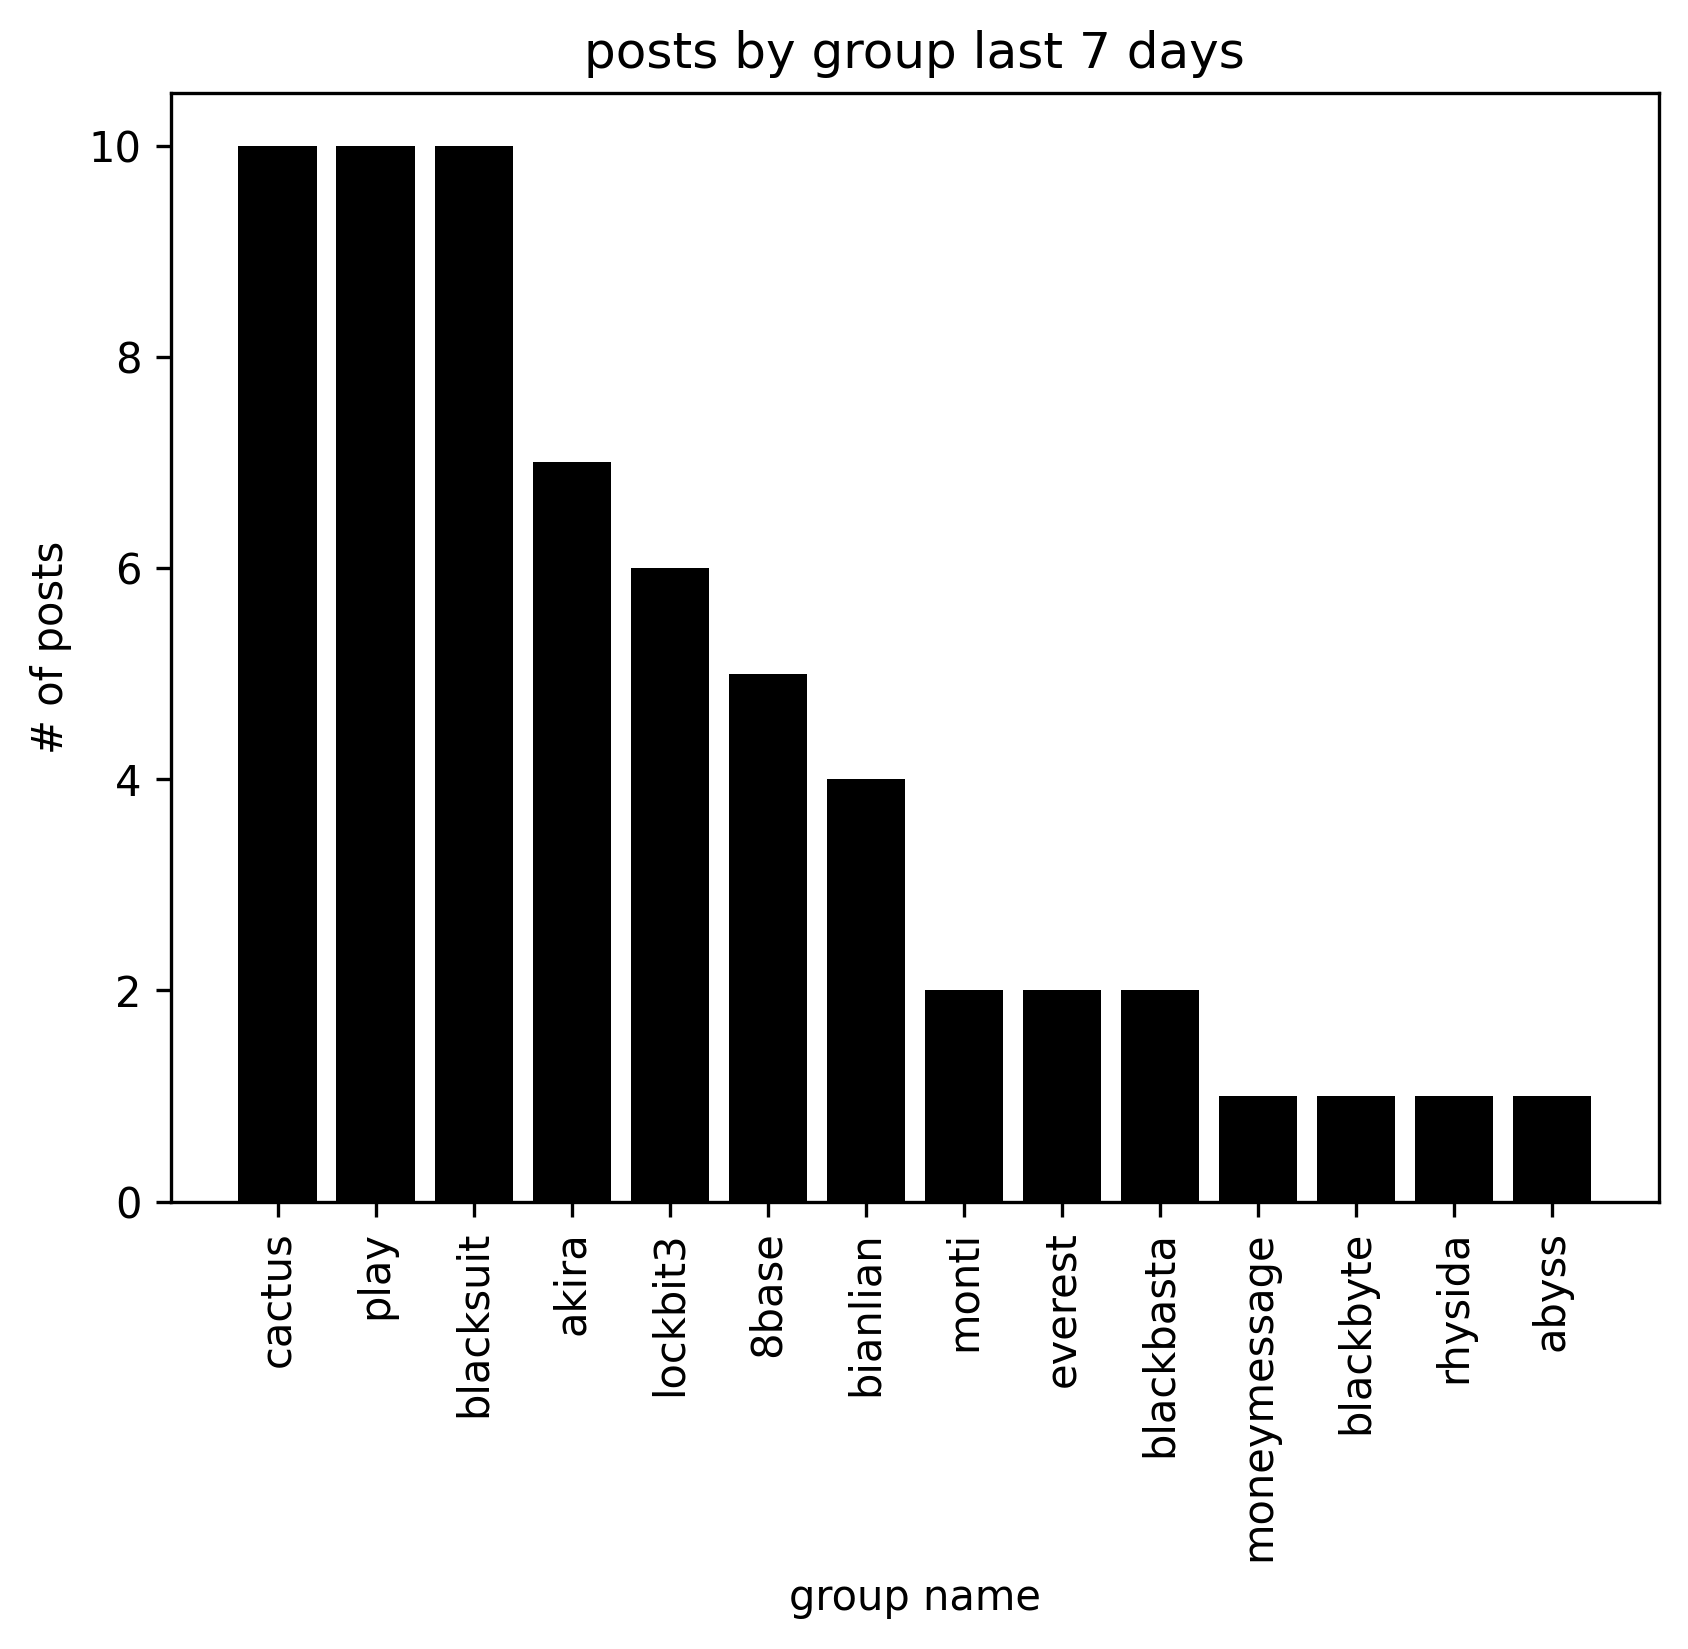 posts by group last 7 days
10
8
6
4
2
0
# of posts
cactus
play
blacksuit
akira
lockbit3
8base
bianlian
monti
everest
blackbasta
moneymessage
blackbyte
rhysida
abyss
group name